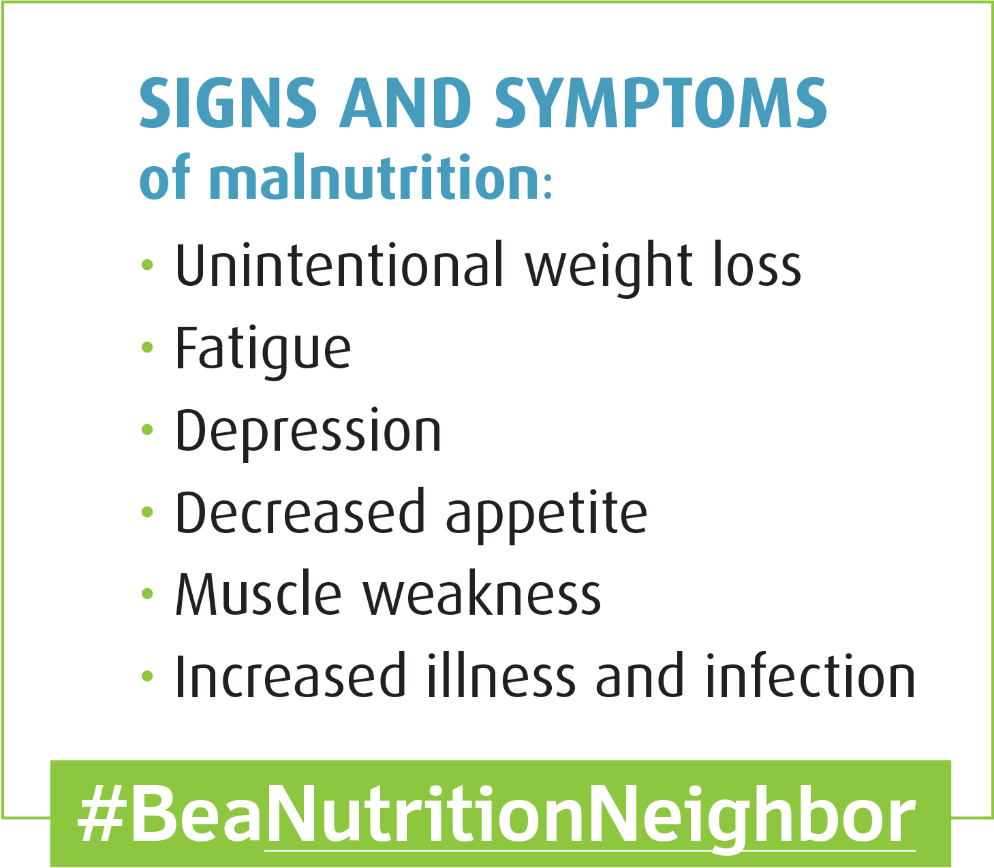 SIGNS AND SYMPTOMS
of malnutrition:
• Unintentional weight loss
• Fatigue
• Depression
• Decreased appetite
• Muscle weakness
• Increased illness and infection
#BeaNutritionNeighbor